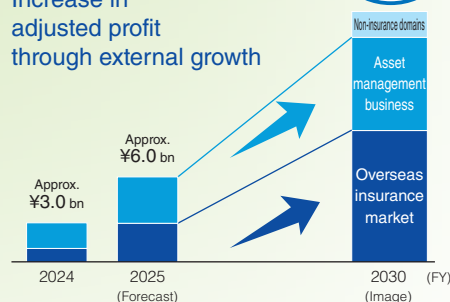 Increase in
adjusted profit
through external growth
Non-insurance domains
Asset
management
business
Approx.
¥6.0 bn
Approx.
¥3.0 bn
Overseas
insurance
market
2024
2025
2030
(FY)
(Forecast)
(Image)